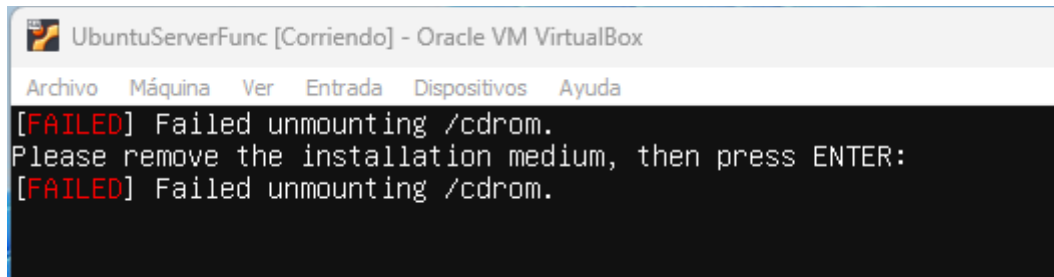 UbuntuServerFunc [Corriendo] - Oracle VM VirtualBox
Archivo Máquina Ver Entrada Dispositivos Ayuda
[FAILED] Failed unmounting /cdrom.
Please remove the installation medium, then press ENTER:
[FAILED] Failed unmounting /cdrom.